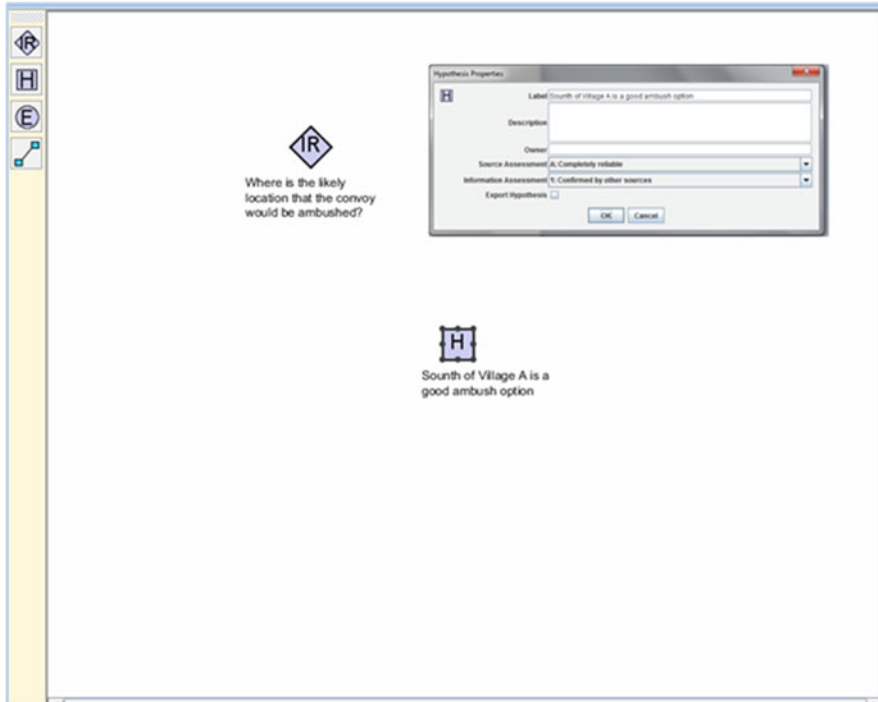 IR
H
E
IR
Where is the likely
location that the convoy
would be ambushed?
Hypothesis Properties
H
Label Sounth of Village A is a good ambush option
Description
Owner
Source Assessment A: Completely reliable
Information Assessment 1: Confirmed by other sources
Export Hypothesis
OK Cancel
H
Sounth of Village A is a
good ambush option